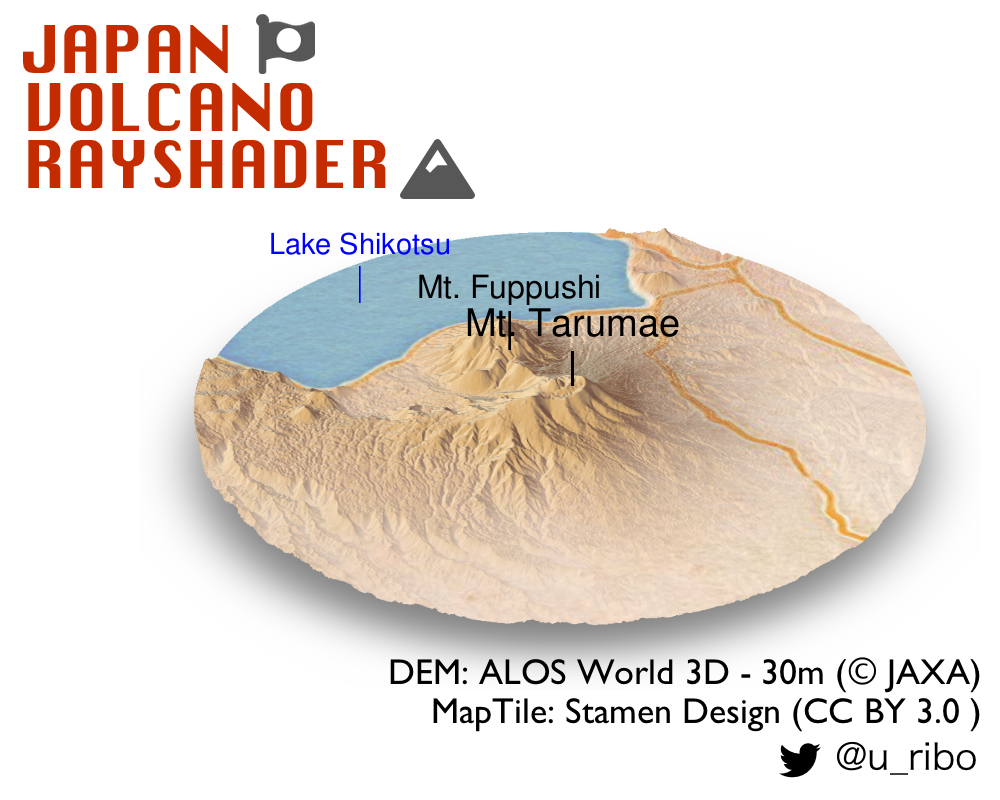 JAPAN
VOLCANO
RAYSHADER
Lake Shikotsu
Mt. Fuppushi
Mt. Tarumae
DEM: ALOS World 3D - 30m (© JAXA)
MapTile: Stamen Design (CC BY 3.0 )
@u_ribo